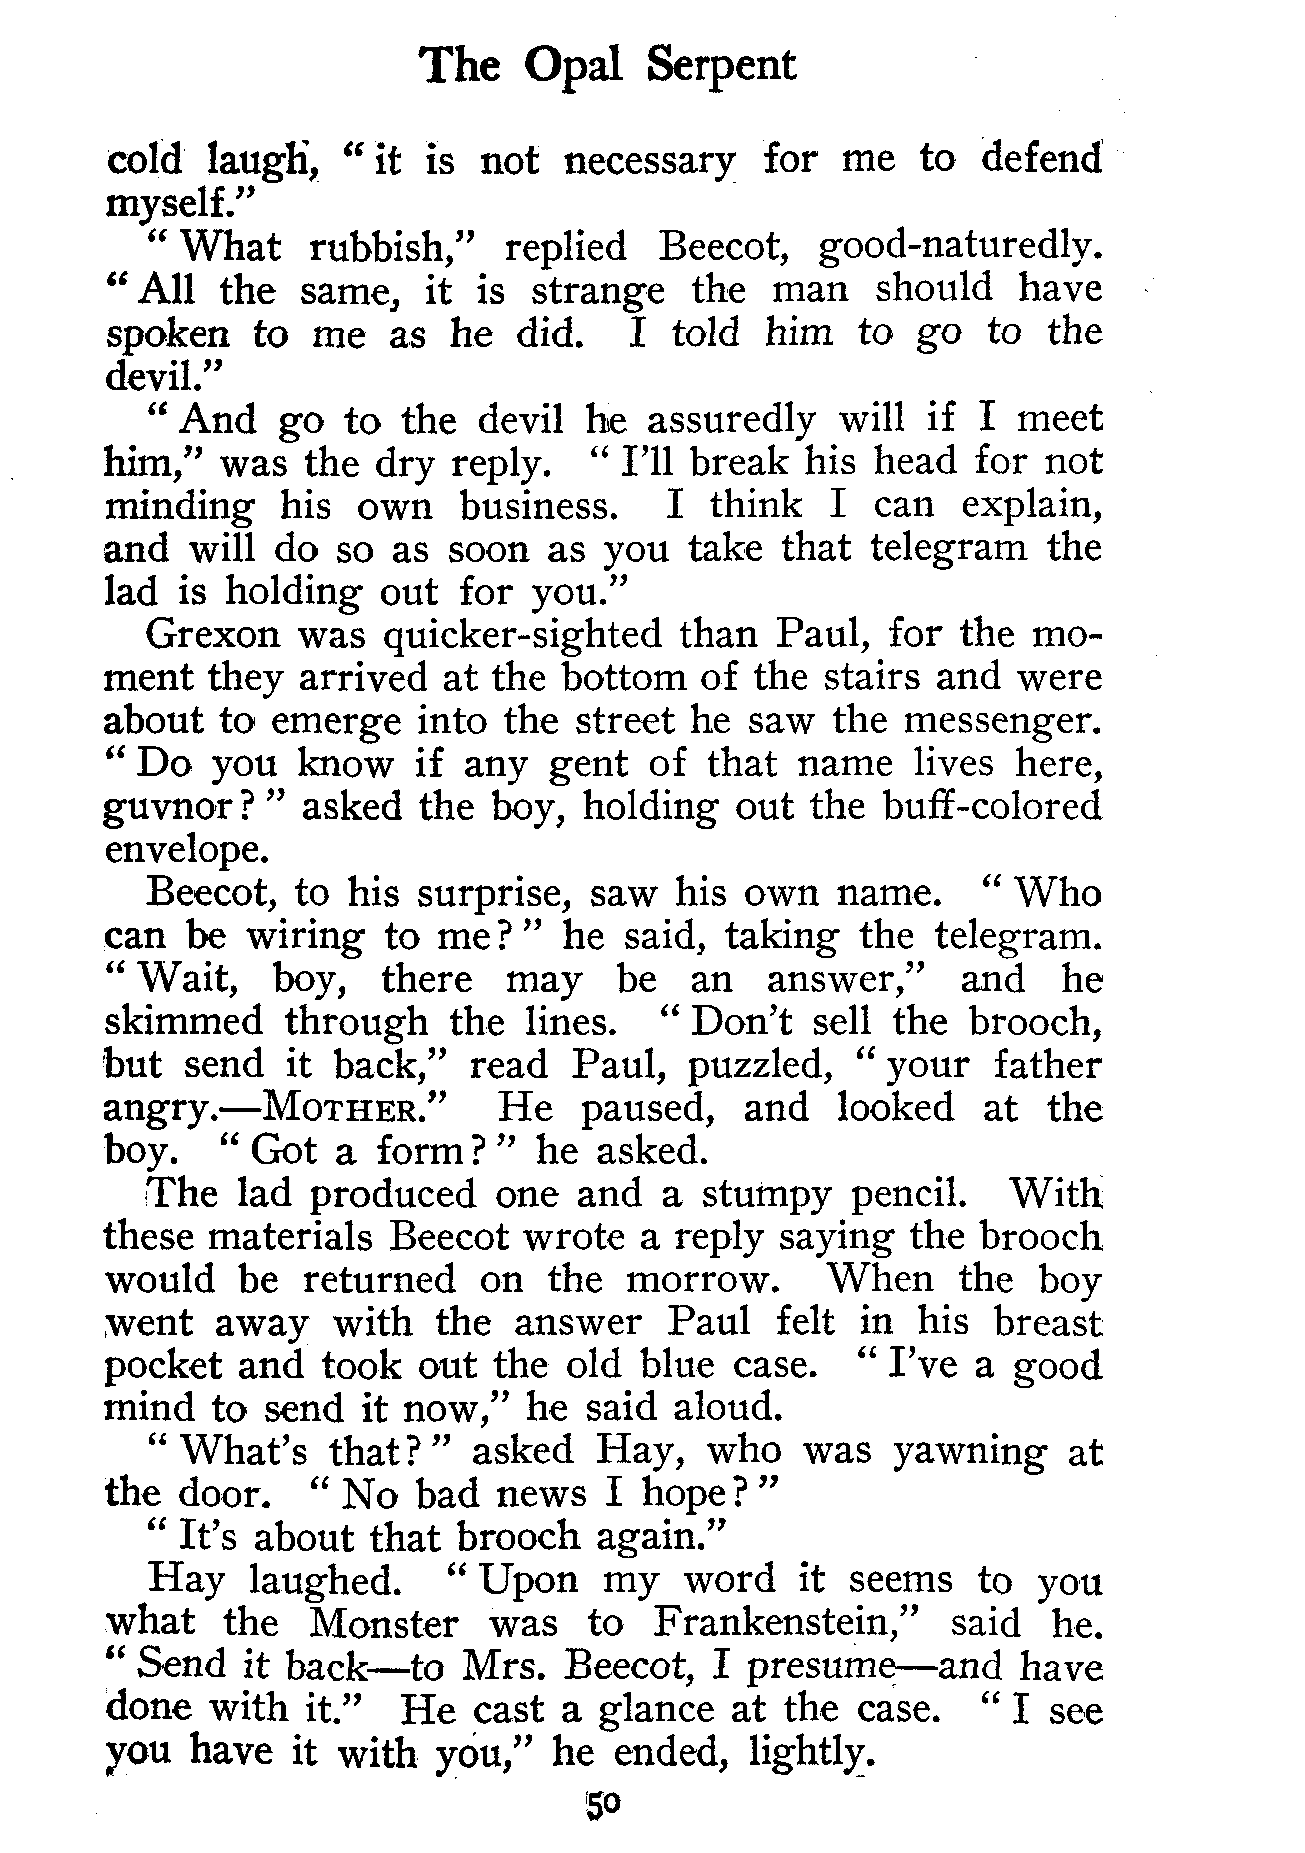 The Opal Serpent
cold laugh, “ it is not necessary for me to defend
myself.”
“ What rubbish,” replied Beecot, good-naturedly.
“ All the same, it is strange the man should have
spoken to me as he did. I told him to go to the
devil.”
“ And go to the devil he assuredly will if I meet
him,” was the dry reply. “ I’ll break his head for not
minding his own business. I think I can explain,
and will do so as soon as you take that telegram the
lad is holding out for you.”
Grexon was quicker-sighted than Paul, for the mo-
ment they arrived at the bottom of the stairs and were
about to emerge into the street he saw the messenger.
“ Do you know if any gent of that name lives here,
guvnor? ” asked the boy, holding out the buff-colored
envelope.
Beecot, to his surprise, saw his own name. “ Who
can be wiring to me? ” he said, taking the telegram.
“ Wait, boy, there may be an answer,” and he
skimmed through the lines. “ Don’t sell the brooch,
but send it back,” read Paul, puzzled, “ your father
angry.—MOTHER.” He paused, and looked at the
boy. “ Got a form? ” he asked.
The lad produced one and a stumpy pencil. With
these materials Beecot wrote a reply saying the brooch
would be returned on the morrow. When the boy
went away with the answer Paul felt in his breast
pocket and took out the old blue case. “ I’ve a good
mind to send it now,” he said aloud.
“ What’s that? ” asked Hay, who was yawning at
the door. “ No bad news I hope? ”
“ It’s about that brooch again.”
Hay laughed. “ Upon my word it seems to you
what the Monster was to Frankenstein,” said he.
“ Send it back—to Mrs. Beecot, I presume—and have
done with it.” He cast a glance at the case. “ I see
you have it with you,” he ended, lightly.
50